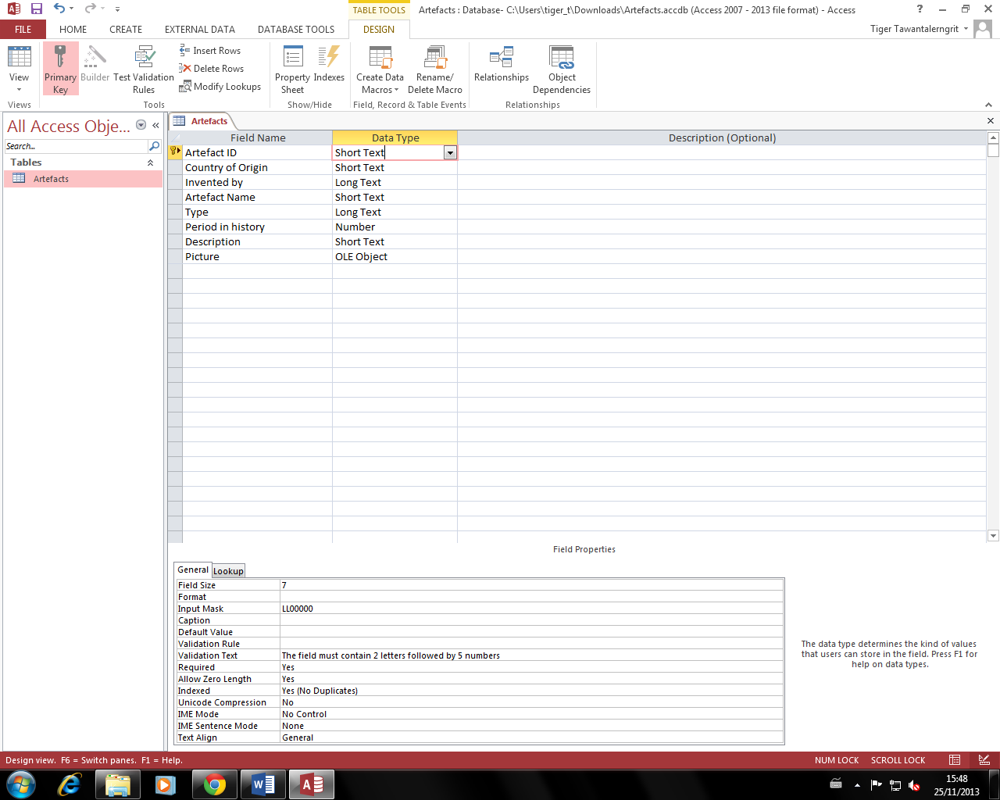 TABLE TOOLS
Artefacts : Database- C:\Users\tiger_t\Downloads\Artefacts.accdb (Access 2007 - 2013 file format) - Access
FILE HOME CREATE EXTERNAL DATA DATABASE TOOLS DESIGN
Tiger Tawantalerngrit
View
Primary Key
Builder
Test Validation Rules
Insert Rows
Delete Rows
Modify Lookups
Property Sheet
Indexes
Create Data Macros
Rename/ Delete Macro
Relationships
Object Dependencies
Views Tools Show/Hide Field, Record & Table Events Relationships
All Access Obje...
Search...
Tables
Artefacts
Artefacts
Field Name Data Type Description (Optional)
Artefact ID Short Text
Country of Origin Short Text
Invented by Long Text
Artefact Name Short Text
Type Long Text
Period in history Number
Description Short Text
Picture OLE Object
Field Properties
General Lookup
Field Size 7
Format
Input Mask LL00000
Caption
Default Value
Validation Rule
Validation Text The field must contain 2 letters followed by 5 numbers
Required Yes
Allow Zero Length Yes
Indexed Yes (No Duplicates)
Unicode Compression No
IME Mode No Control
IME Sentence Mode None
Text Align General
The data type determines the kind of values
that users can store in the field. Press F1 for
help on data types.
Design view. F6 = Switch panes. F1 = Help.
NUM LOCK SCROLL LOCK
15:48
25/11/2013